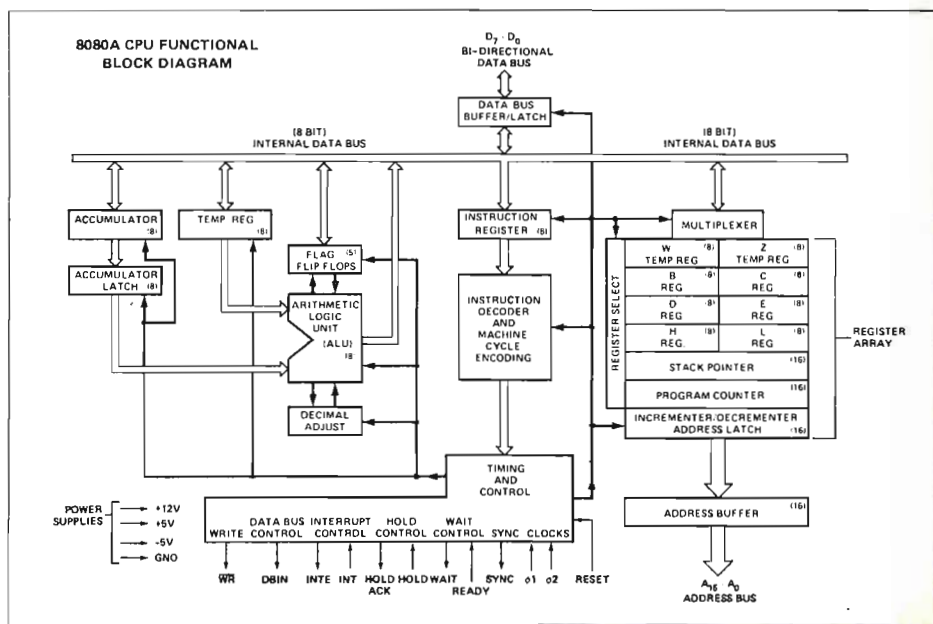 8080A CPU FUNCTIONAL
BLOCK DIAGRAM
D7 - D0
BI-DIRECTIONAL
DATA BUS
DATA BUS
BUFFER/LATCH
(8 BIT)
INTERNAL DATA BUS
(8 BIT)
INTERNAL DATA BUS
ACCUMULATOR
(8)
TEMP REG
(8)
INSTRUCTION
REGISTER (8)
MULTIPLEXER
ACCUMULATOR
LATCH (8)
FLAG (5)
FLIP FLOPS
ARITHMETIC
LOGIC
UNIT
(ALU)
(8)
DECIMAL
ADJUST
INSTRUCTION
DECODER
AND
MACHINE
CYCLE
ENCODING
REGISTER SELECT
W (8)
TEMP REG
Z (8)
TEMP REG
B (8)
REG
C (8)
REG
D (8)
REG
E (8)
REG
H (8)
REG.
L (8)
REG
STACK POINTER (16)
PROGRAM COUNTER (16)
INCREMENTER/DECREMENTER
ADDRESS LATCH (16)
REGISTER
ARRAY
TIMING
AND
CONTROL
WRITE
DATA BUS
CONTROL
INTERRUPT
CONTROL
HOLD
CONTROL
WAIT
CONTROL
SYNC
CLOCKS
POWER
SUPPLIES
+12V
+5V
-5V
GND
WR
DBIN
INTE
INT
HOLD
ACK
HOLD
WAIT
READY
SYNC
ø1
ø2
RESET
ADDRESS BUFFER (16)
A15 - A0
ADDRESS BUS